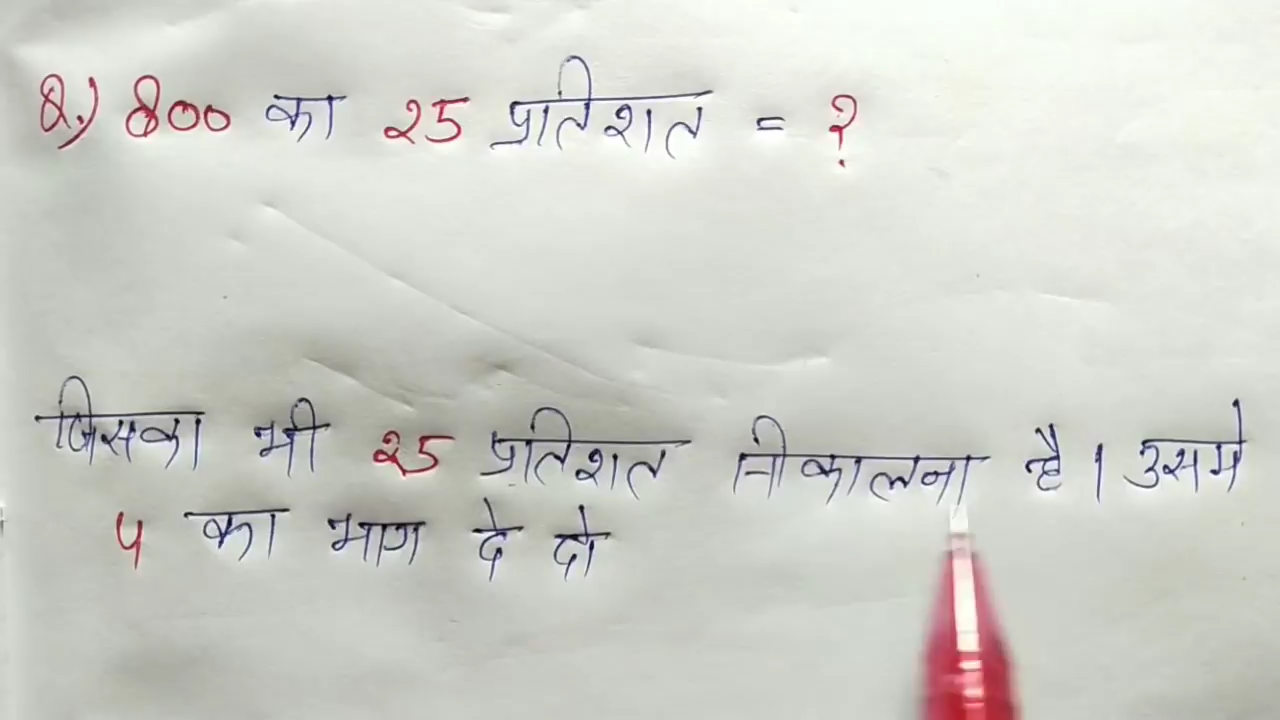 Q.) 800 का 25 प्रतिशत = ?
जिसका भी 25 प्रतिशत निकालना है। उसमे
4 का भाग दे दो